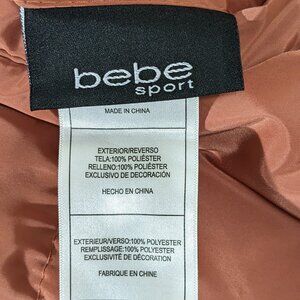 bebe
sport
MADE IN CHINA
EXTERIOR/REVERSO
TELA:100% POLIÉSTER
RELLENO:100% POLIÉSTER
EXCLUSIVO DE DECORACIÓN
HECHO EN CHINA
EXTERIEUR/VERSO:100% POLYESTER
REMPLISSAGE:100% POLYESTER
EXCLUSIVITÉ DE DÉCORATION
FABRIQUE EN CHINE